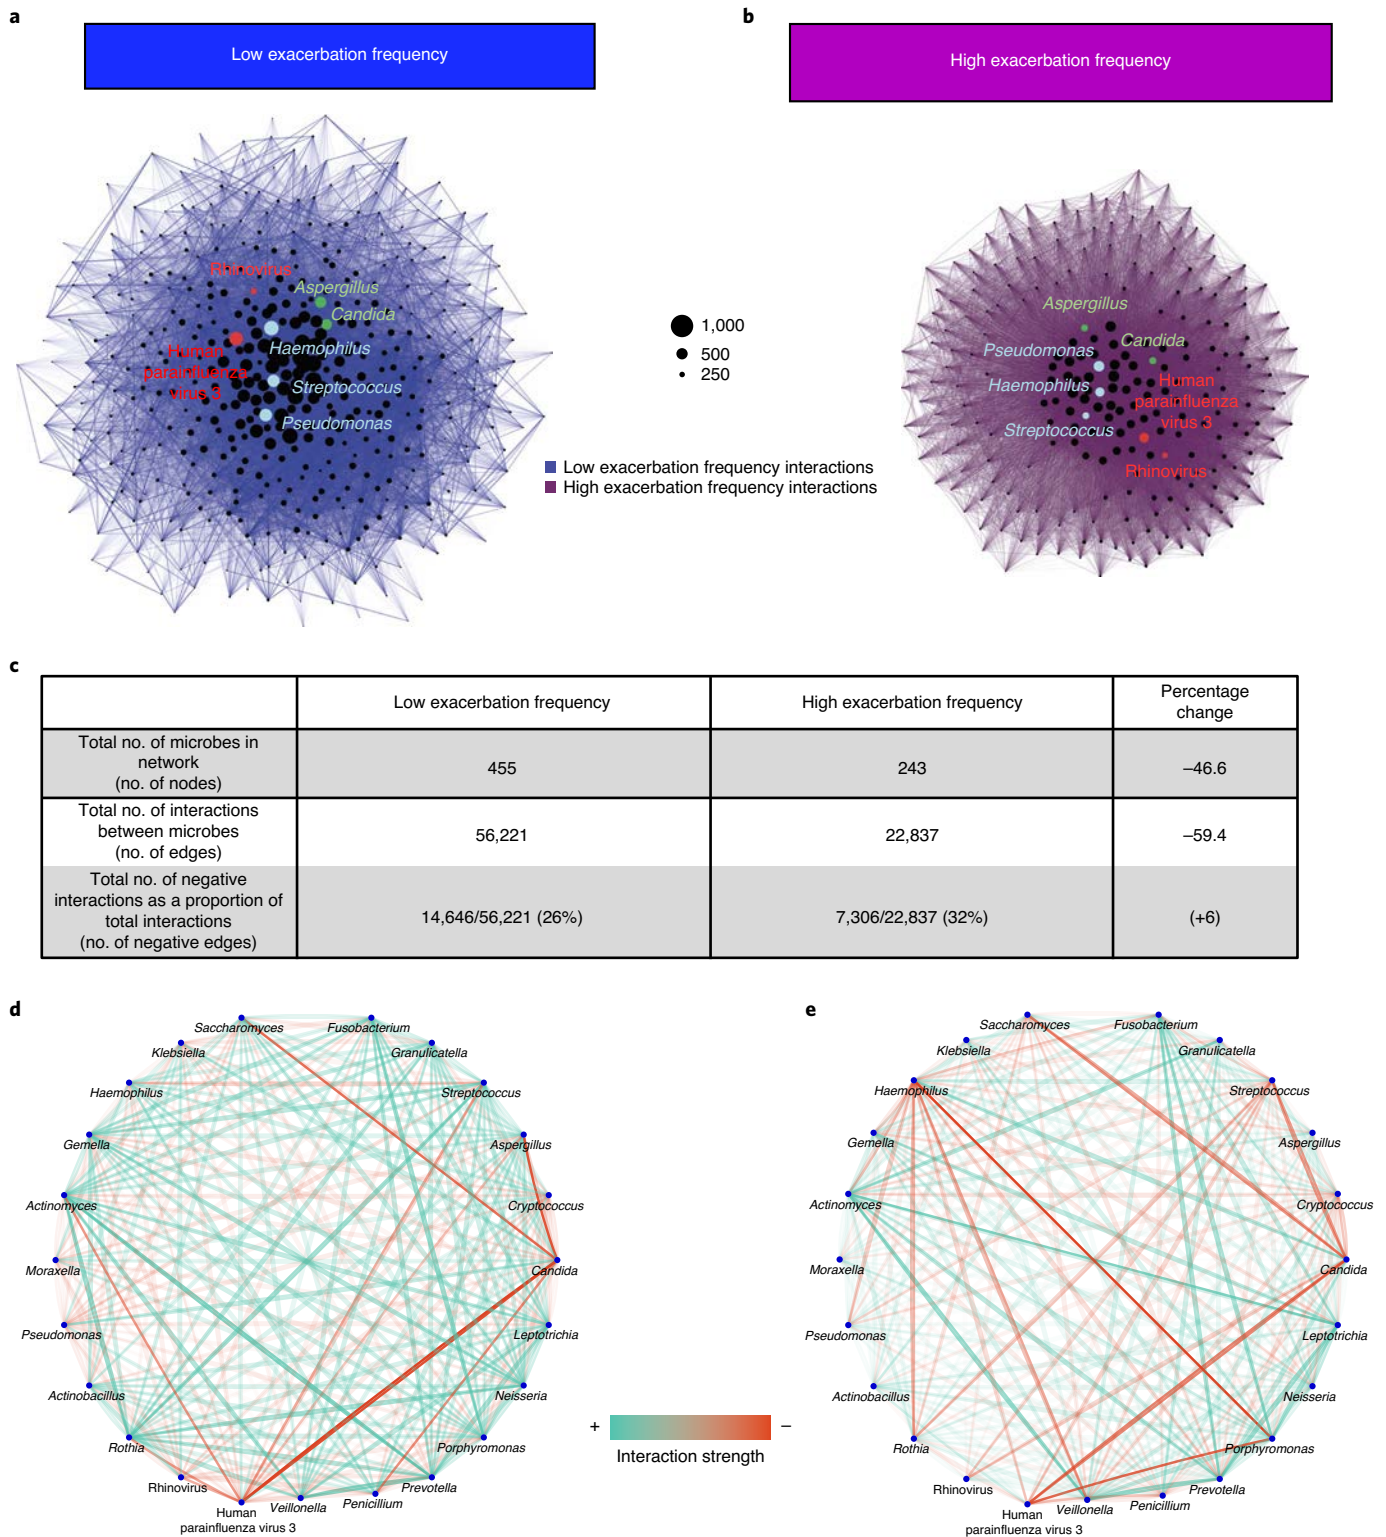 a
Low exacerbation frequency
b
High exacerbation frequency
Rhinovirus
Aspergillus
Candida
Haemophilus
Human
parainfluenza
virus 3
Streptococcus
Pseudomonas
1,000
500
250
Low exacerbation frequency interactions
High exacerbation frequency interactions
Aspergillus
Candida
Pseudomonas
Haemophilus
Human
parainfluenza
virus 3
Streptococcus
Rhinovirus
c
Low exacerbation frequency
High exacerbation frequency
Percentage
change
Total no. of microbes in
network
(no. of nodes)
455
243
–46.6
Total no. of interactions
between microbes
(no. of edges)
56,221
22,837
–59.4
Total no. of negative
interactions as a proportion of
total interactions
(no. of negative edges)
14,646/56,221 (26%)
7,306/22,837 (32%)
(+6)
d
Saccharomyces
Fusobacterium
Klebsiella
Granulicatella
Haemophilus
Streptococcus
Gemella
Aspergillus
Actinomyces
Cryptococcus
Moraxella
Candida
Pseudomonas
Leptotrichia
Actinobacillus
Neisseria
Rothia
Porphyromonas
Rhinovirus
Prevotella
Human
parainfluenza virus 3
Veillonella
Penicillium
+
–
Interaction strength
e
Saccharomyces
Fusobacterium
Klebsiella
Granulicatella
Haemophilus
Streptococcus
Gemella
Aspergillus
Actinomyces
Cryptococcus
Moraxella
Candida
Pseudomonas
Leptotrichia
Actinobacillus
Neisseria
Rothia
Porphyromonas
Rhinovirus
Prevotella
Human
parainfluenza virus 3
Veillonella
Penicillium